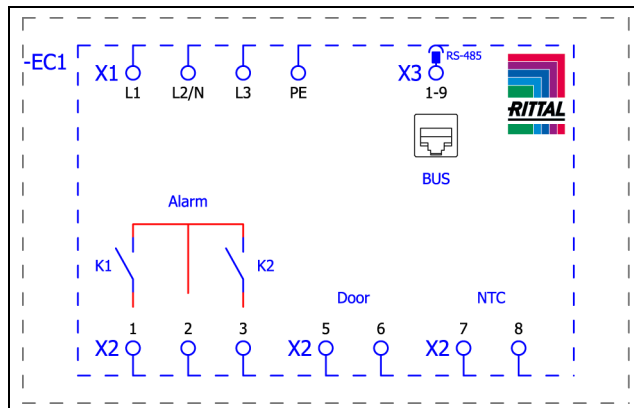 -EC1
X1 L1 L2/N L3 PE
X3 1-9
RS-485
RITTAL
BUS
Alarm
K1 K2
Door NTC
X2 1 2 3
X2 5 6
X2 7 8